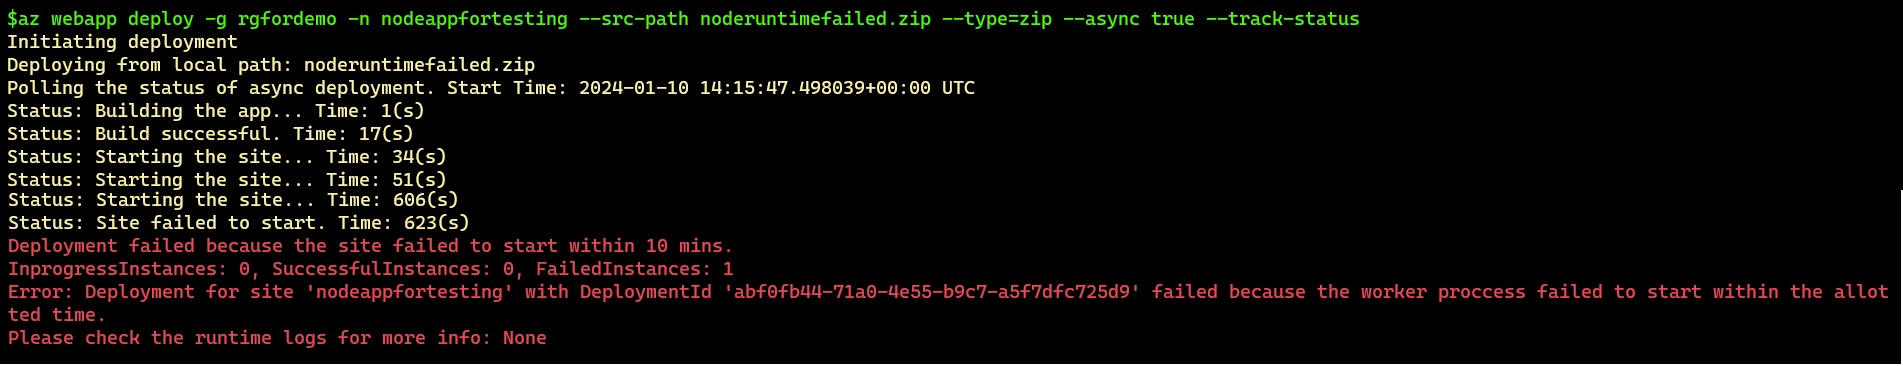 $az webapp deploy -g rgfordemo -n nodeappfortesting --src-path noderuntimefailed.zip --type=zip --async true --track-status
Initiating deployment
Deploying from local path: noderuntimefailed.zip
Polling the status of async deployment. Start Time: 2024-01-10 14:15:47.498039+00:00 UTC
Status: Building the app... Time: 1(s)
Status: Build successful. Time: 17(s)
Status: Starting the site... Time: 34(s)
Status: Starting the site... Time: 51(s)
Status: Starting the site... Time: 606(s)
Status: Site failed to start. Time: 623(s)
Deployment failed because the site failed to start within 10 mins.
InprogressInstances: 0, SuccessfulInstances: 0, FailedInstances: 1
Error: Deployment for site 'nodeappfortesting' with DeploymentId 'abf0fb44-71a0-4e55-b9c7-a5f7dfc725d9' failed because the worker proccess failed to start within the allot
ted time.
Please check the runtime logs for more info: None